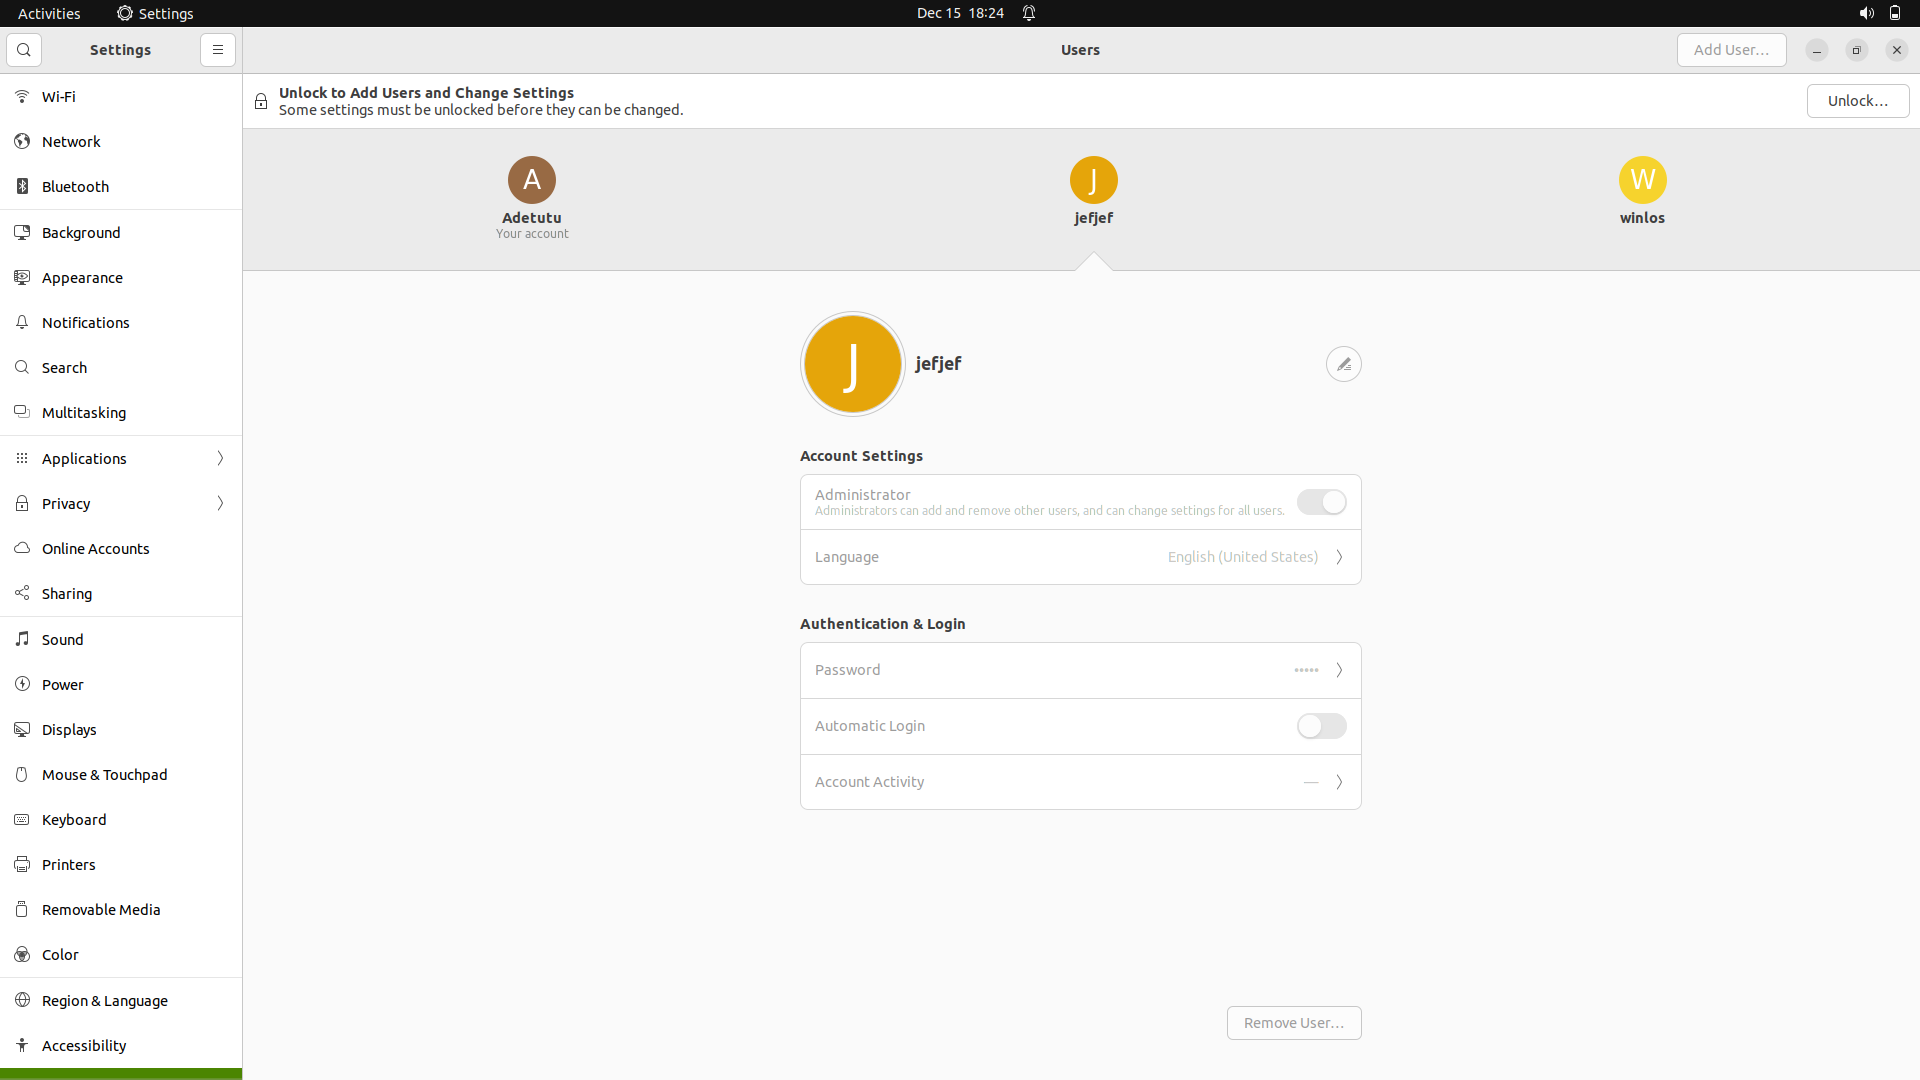 Activities
Settings
Dec 15 18:24
Settings
Users
Add User…
Unlock to Add Users and Change Settings
Some settings must be unlocked before they can be changed.
Unlock…
Wi-Fi
Network
Bluetooth
Background
Appearance
Notifications
Search
Multitasking
Applications
Privacy
Online Accounts
Sharing
Sound
Power
Displays
Mouse & Touchpad
Keyboard
Printers
Removable Media
Color
Region & Language
Accessibility
A
Adetutu
Your account
J
jefjef
W
winlos
J
jefjef
Account Settings
Administrator
Administrators can add and remove other users, and can change settings for all users.
Language
English (United States)
Authentication & Login
Password
•••••
Automatic Login
Account Activity
—
Remove User…